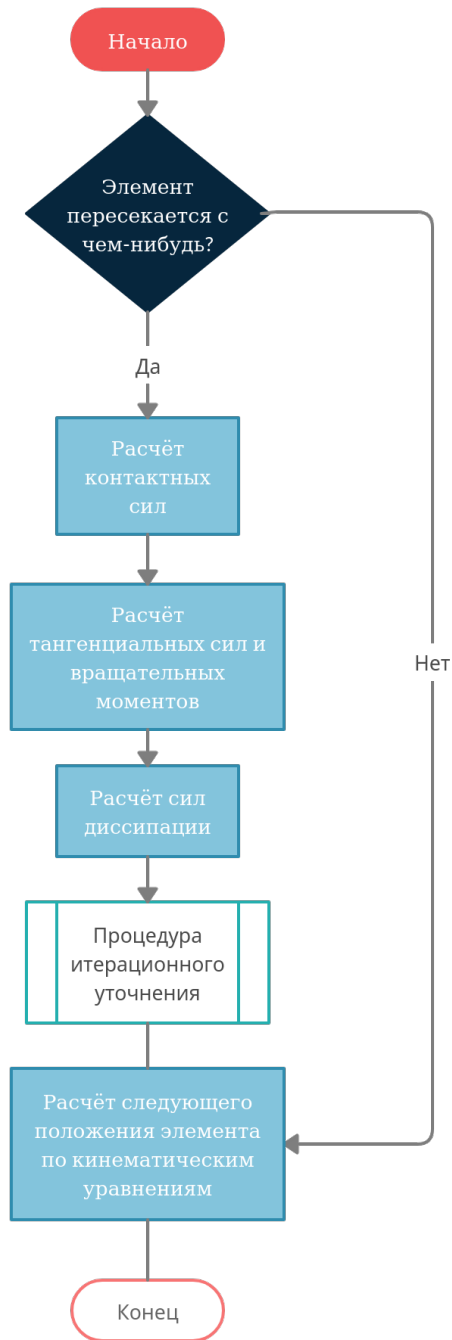 Начало
Элемент
пересекается с
чем-нибудь?
Да
Расчёт
контактных
сил
Расчёт
тангенциальных сил и
вращательных
моментов
Нет
Расчёт сил
диссипации
Процедура
итерационного
уточнения
Расчёт следующего
положения элемента
по кинематическим
уравнениям
Конец